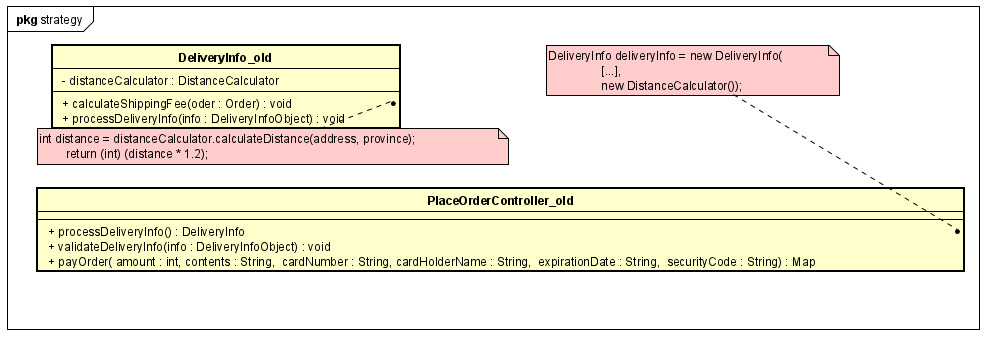 pkg strategy
DeliveryInfo_old
- distanceCalculator : DistanceCalculator
+ calculateShippingFee(oder : Order) : void
+ processDeliveryInfo(info : DeliveryInfoObject) : void
int distance = distanceCalculator.calculateDistance(address, province);
return (int) (distance * 1.2);
DeliveryInfo deliveryInfo = new DeliveryInfo(
[...],
new DistanceCalculator());
PlaceOrderController_old
+ processDeliveryInfo() : DeliveryInfo
+ validateDeliveryInfo(info : DeliveryInfoObject) : void
+ payOrder( amount : int, contents : String, cardNumber : String, cardHolderName : String, expirationDate : String, securityCode : String) : Map